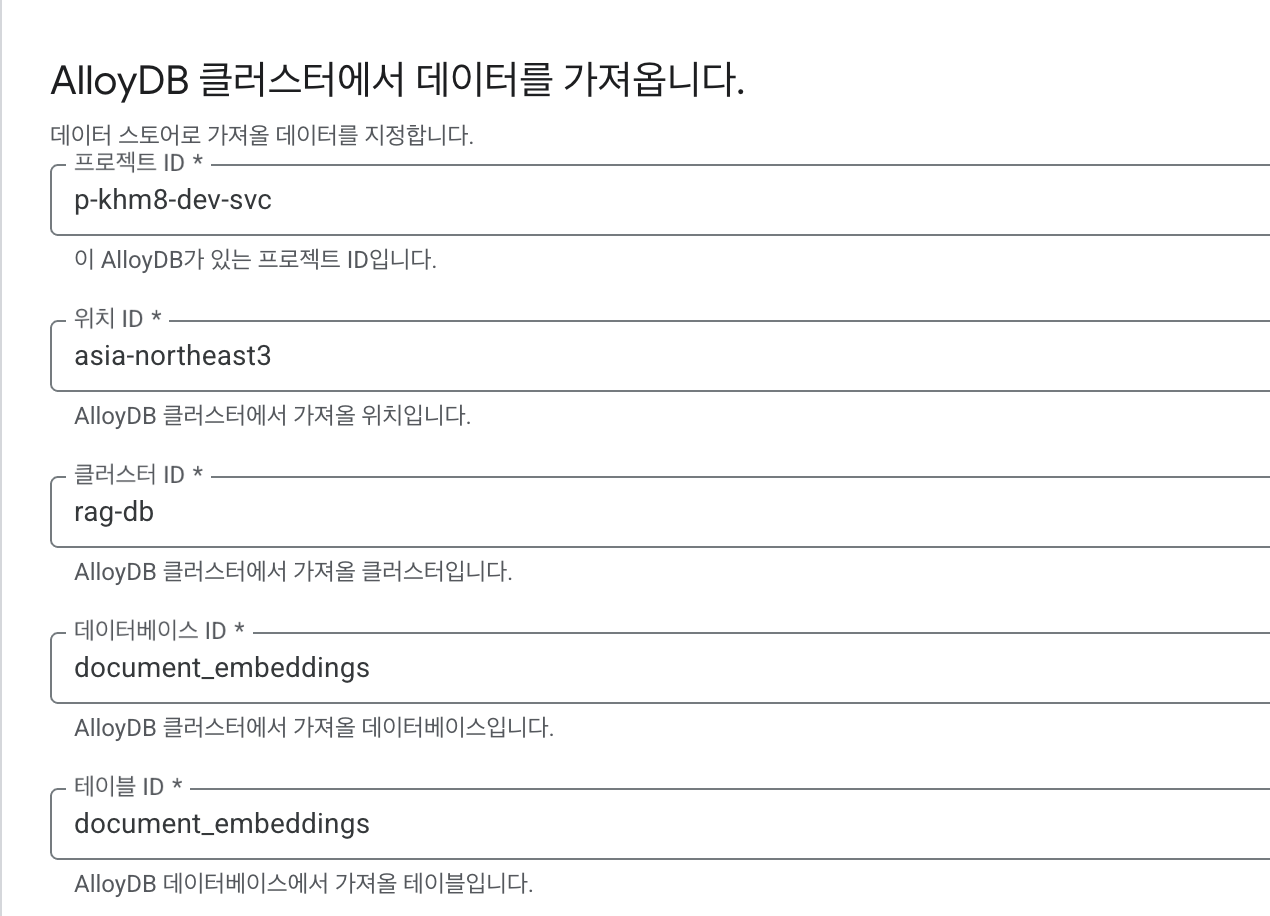 AlloyDB 클러스터에서 데이터를 가져옵니다.
데이터 스토어로 가져올 데이터를 지정합니다.
프로젝트 ID *
p-khm8-dev-svc
이 AlloyDB가 있는 프로젝트 ID입니다.
위치 ID *
asia-northeast3
AlloyDB 클러스터에서 가져올 위치입니다.
클러스터 ID *
rag-db
AlloyDB 클러스터에서 가져올 클러스터입니다.
데이터베이스 ID *
document_embeddings
AlloyDB 클러스터에서 가져올 데이터베이스입니다.
테이블 ID *
document_embeddings
AlloyDB 데이터베이스에서 가져올 테이블입니다.